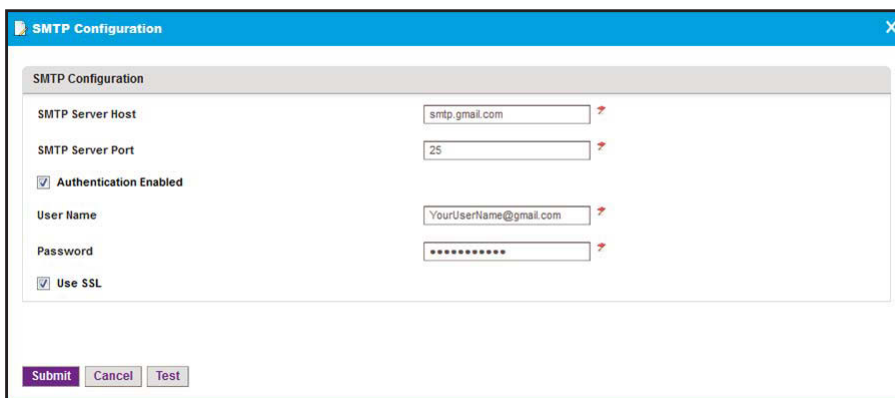 SMTP Configuration X
SMTP Configuration
SMTP Server Host smtp.gmail.com *
SMTP Server Port 25 *
Authentication Enabled
User Name YourUserName@gmail.com *
Password ••••••••••• *
Use SSL
Submit Cancel Test